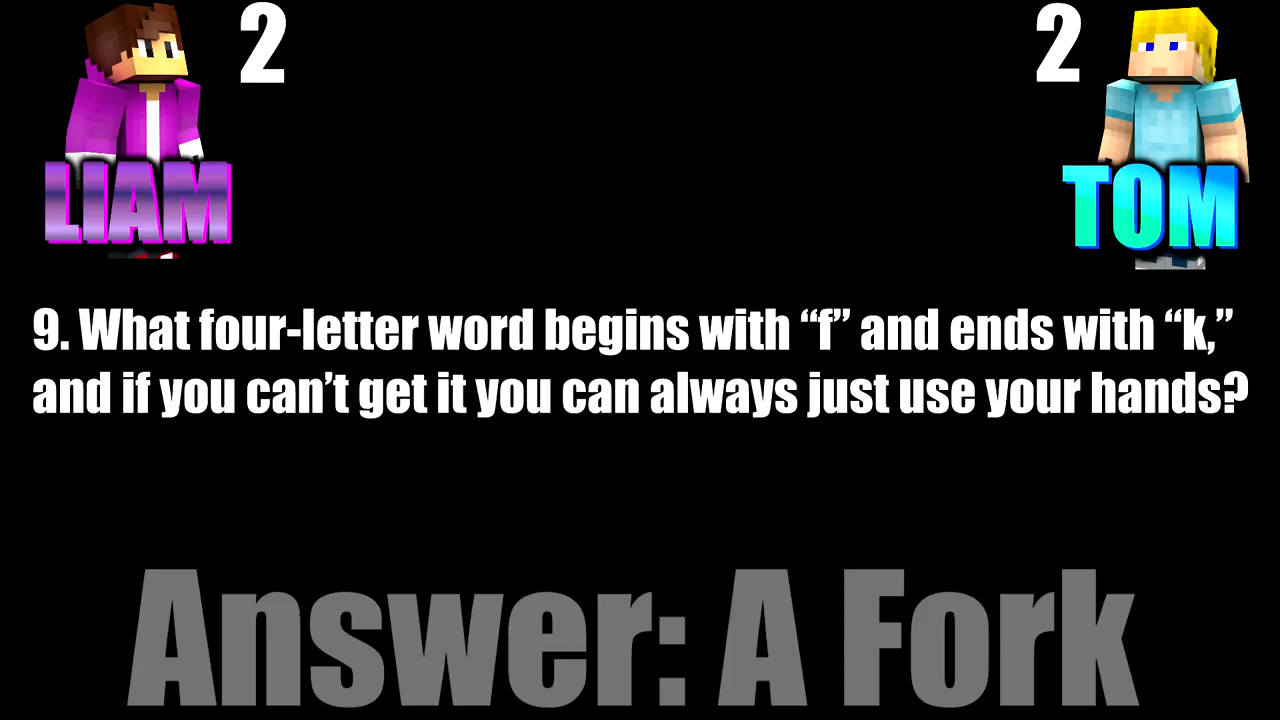 2
2
LIAM
TOM
9. What four-letter word begins with “f” and ends with “k,”
and if you can’t get it you can always just use your hands?
Answer: A Fork